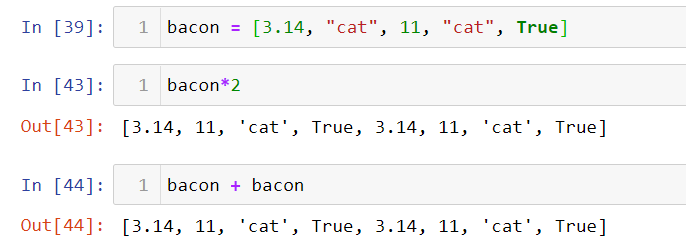 In [39]: 1 bacon = [3.14, "cat", 11, "cat", True]
In [43]: 1 bacon*2
Out[43]: [3.14, 11, 'cat', True, 3.14, 11, 'cat', True]
In [44]: 1 bacon + bacon
Out[44]: [3.14, 11, 'cat', True, 3.14, 11, 'cat', True]